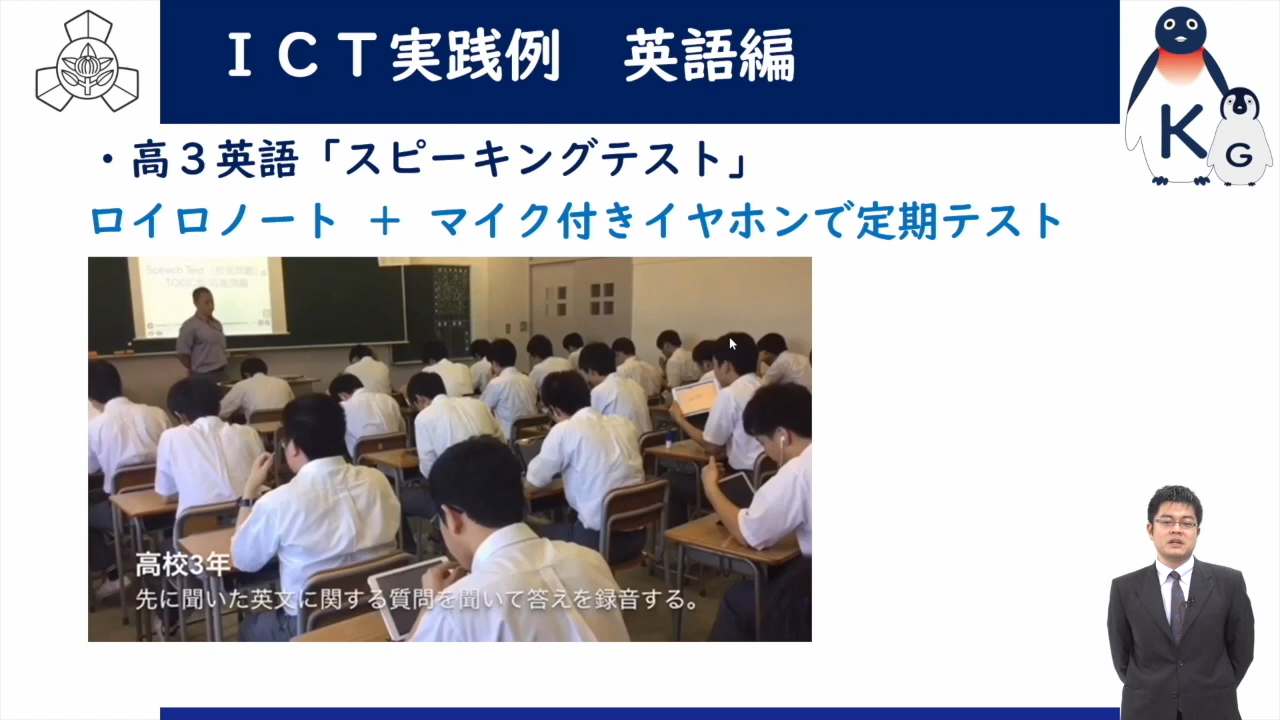 ＩＣＴ実践例　英語編
・高３英語「スピーキングテスト」
ロイロノート ＋ マイク付きイヤホンで定期テスト
K
G
高校3年
先に聞いた英文に関する質問を聞いて答えを録音する。